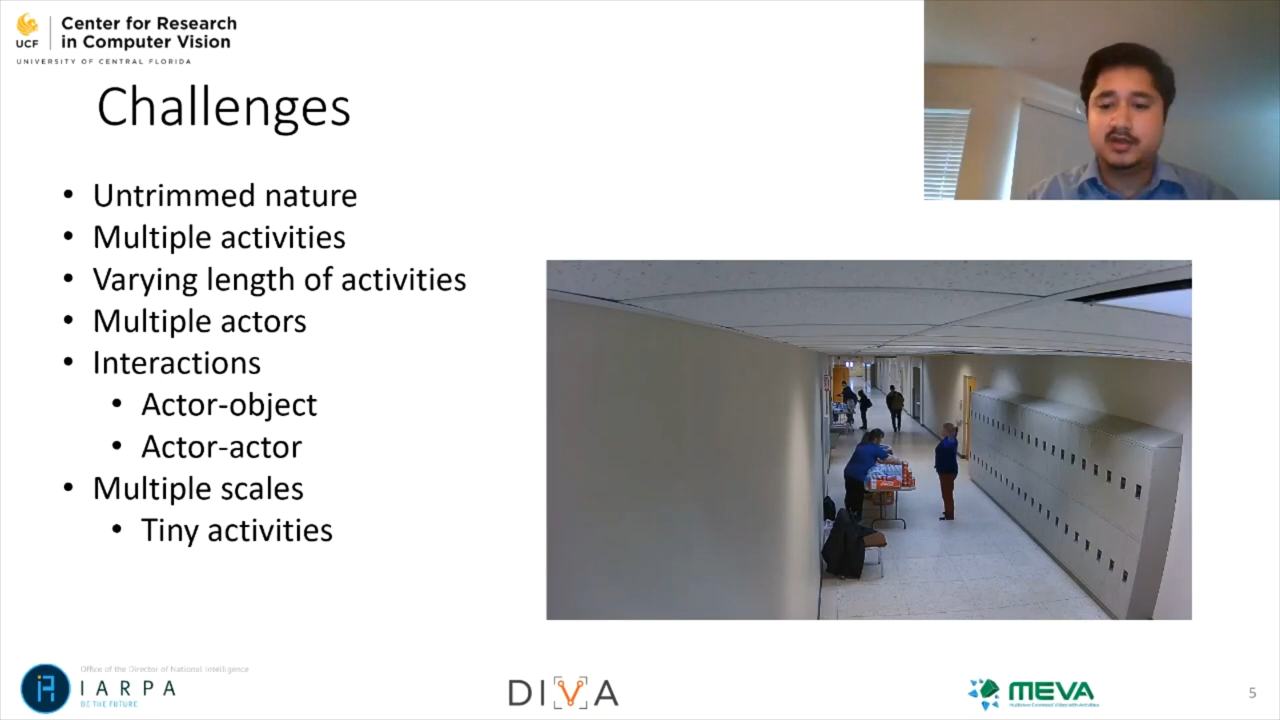 UCF
Center for Research
in Computer Vision
UNIVERSITY OF CENTRAL FLORIDA
Challenges
• Untrimmed nature
• Multiple activities
• Varying length of activities
• Multiple actors
• Interactions
• Actor-object
• Actor-actor
• Multiple scales
• Tiny activities
Office of the Director of National Intelligence
IARPA
BE THE FUTURE
DIVA
MEVA
5